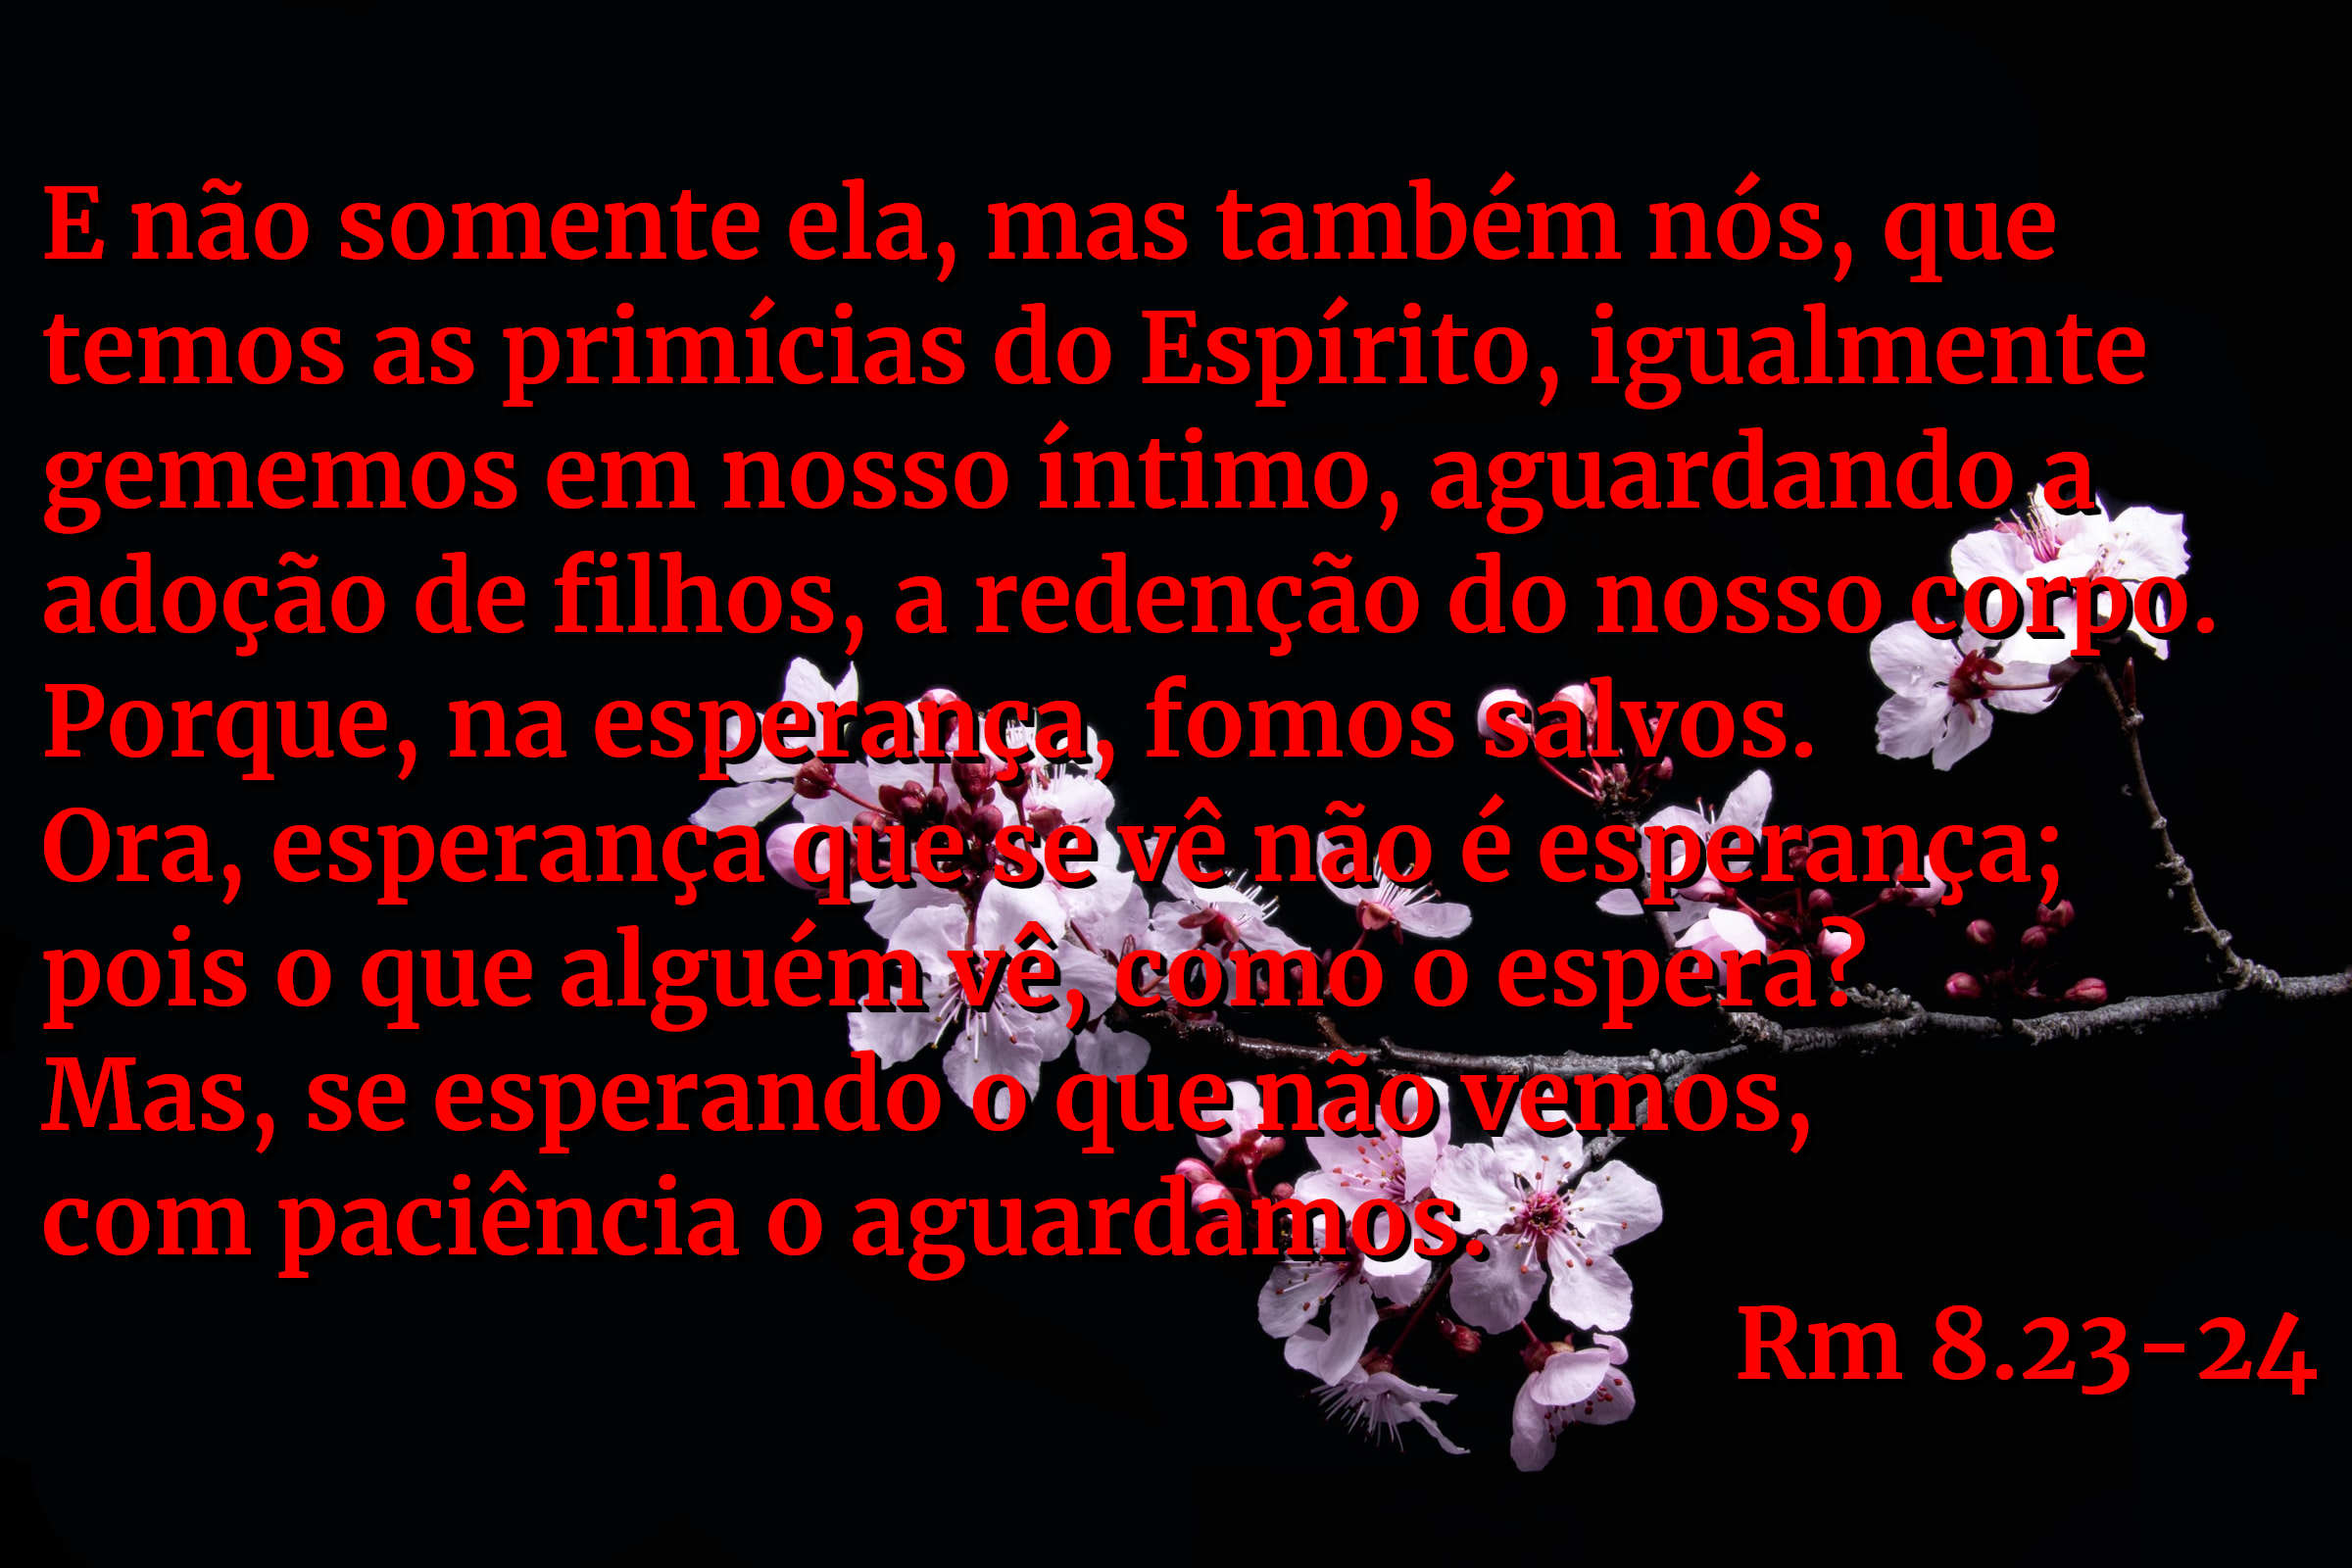 E não somente ela, mas também nós, que
temos as primícias do Espírito, igualmente
gememos em nosso íntimo, aguardando a
adoção de filhos, a redenção do nosso corpo.
Porque, na esperança, fomos salvos.
Ora, esperança que se vê não é esperança;
pois o que alguém vê, como o espera?
Mas, se esperando o que não vemos,
com paciência o aguardamos.
Rm 8.23-24